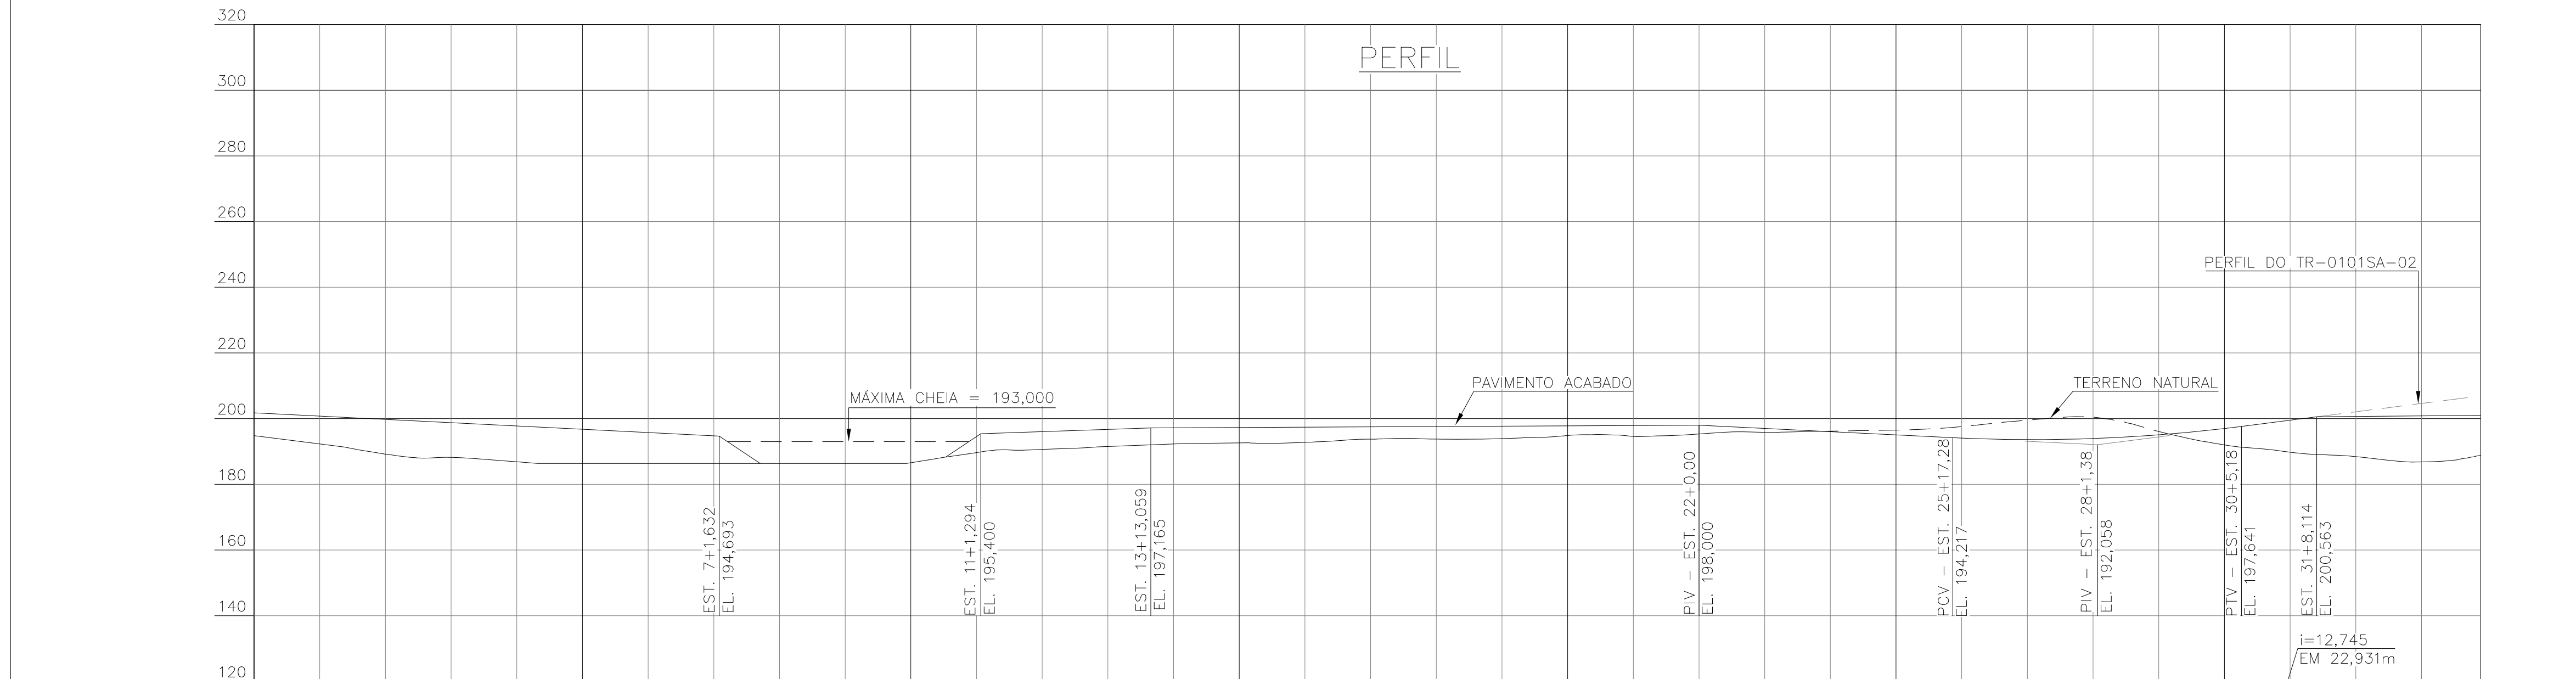 PERFIL
320
300
280
260
240
220
200
180
160
140
120
PERFIL DO TR-0101SA-02
MÁXIMA CHEIA = 193,000
PAVIMENTO ACABADO
TERRENO NATURAL
EST. 7+1,632
EL. 194,693
EST. 11+1,294
EL. 195,400
EST. 13+13,059
EL. 197,165
PIV - EST. 22+0,00
EL. 198,000
PCV - EST. 25+17,28
EL. 194,217
PIV - EST. 28+1,38
EL. 192,058
PTV - EST. 30+5,18
EL. 197,641
EST. 31+8,114
EL. 200,563
i=12,745
EM 22,931m